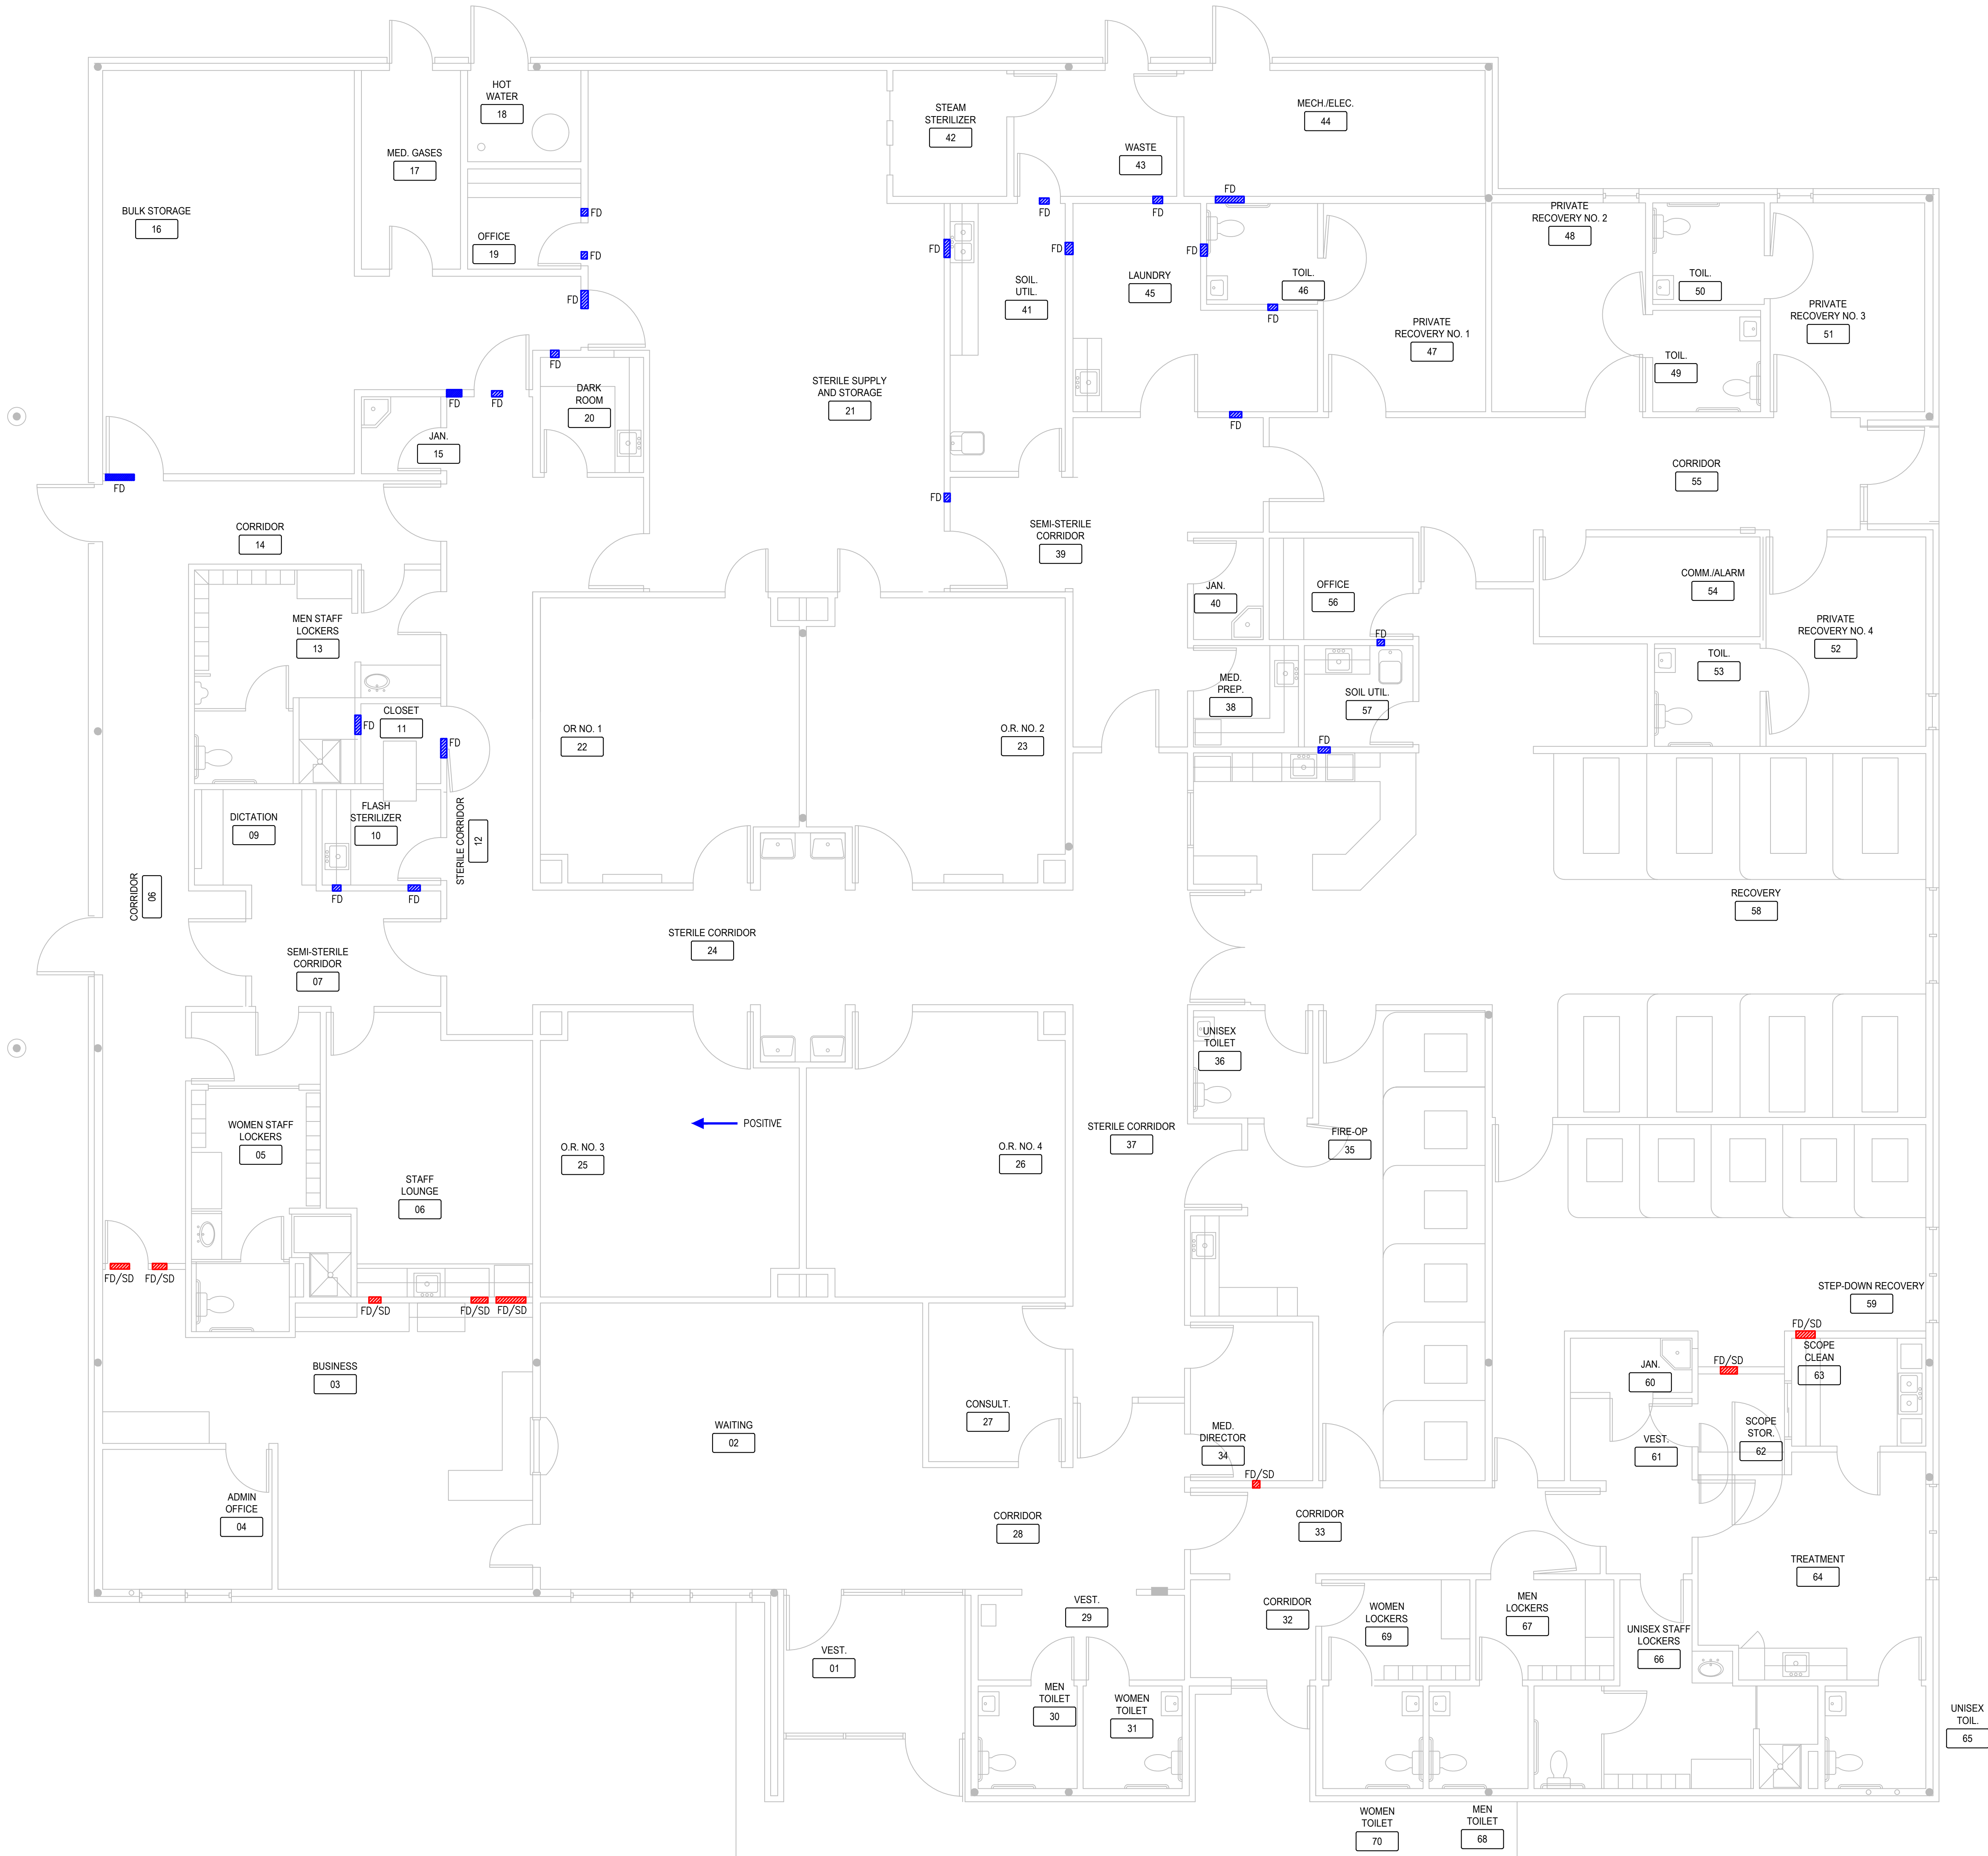 HOT
WATER
18
STEAM
STERILIZER
42
MECH./ELEC.
44
MED. GASES
17
WASTE
43
BULK STORAGE
16
OFFICE
19
FD
FD
FD
FD
FD
FD
FD
FD
FD
PRIVATE
RECOVERY NO. 2
48
SOIL.
UTIL.
41
LAUNDRY
45
TOIL.
46
FD
TOIL.
50
PRIVATE
RECOVERY NO. 3
51
PRIVATE
RECOVERY NO. 1
47
TOIL.
49
FD
DARK
ROOM
20
STERILE SUPPLY
AND STORAGE
21
FD
FD
FD
JAN.
15
FD
FD
CORRIDOR
55
CORRIDOR
14
SEMI-STERILE
CORRIDOR
39
JAN.
40
OFFICE
56
COMM./ALARM
54
MEN STAFF
LOCKERS
13
FD
PRIVATE
RECOVERY NO. 4
52
TOIL.
53
MED.
PREP.
38
SOIL UTIL.
57
CLOSET
11
FD
FD
OR NO. 1
22
O.R. NO. 2
23
FD
DICTATION
09
FLASH
STERILIZER
10
STERILE CORRIDOR
12
FD
FD
CORRIDOR
06
RECOVERY
58
STERILE CORRIDOR
24
SEMI-STERILE
CORRIDOR
07
UNISEX
TOILET
36
POSITIVE
WOMEN STAFF
LOCKERS
05
O.R. NO. 3
25
O.R. NO. 4
26
STERILE CORRIDOR
37
FIRE-OP
35
STAFF
LOUNGE
06
FD/SD
FD/SD
FD/SD
FD/SD
FD/SD
STEP-DOWN RECOVERY
59
FD/SD
SCOPE
CLEAN
63
FD/SD
JAN.
60
BUSINESS
03
WAITING
02
CONSULT.
27
MED.
DIRECTOR
34
FD/SD
VEST.
61
SCOPE
STOR.
62
ADMIN
OFFICE
04
CORRIDOR
28
CORRIDOR
33
TREATMENT
64
VEST.
29
CORRIDOR
32
WOMEN
LOCKERS
69
MEN
LOCKERS
67
UNISEX STAFF
LOCKERS
66
VEST.
01
MEN
TOILET
30
WOMEN
TOILET
31
UNISEX
TOIL.
65
WOMEN
TOILET
70
MEN
TOILET
68